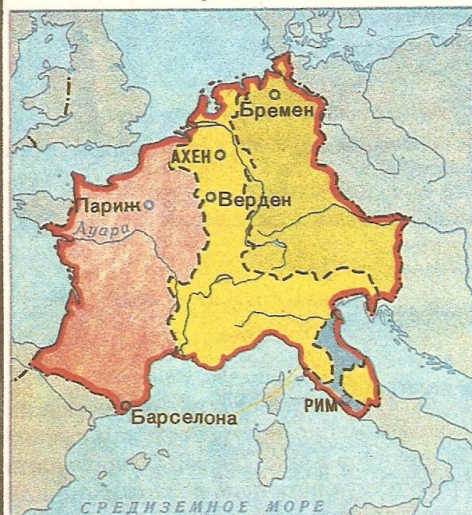 Бремен
АХЕН
Верден
Париж
Луара
РИМ
Барселона
СРЕДИЗЕМНОЕ МОРЕ